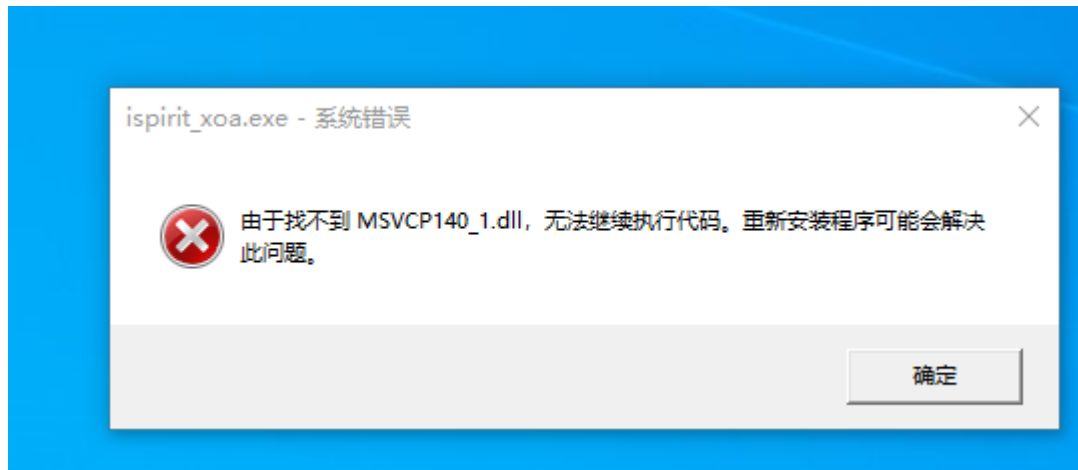 ispirit_xoa.exe - 系统错误
由于找不到 MSVCP140_1.dll，无法继续执行代码。重新安装程序可能会解决
此问题。
确定